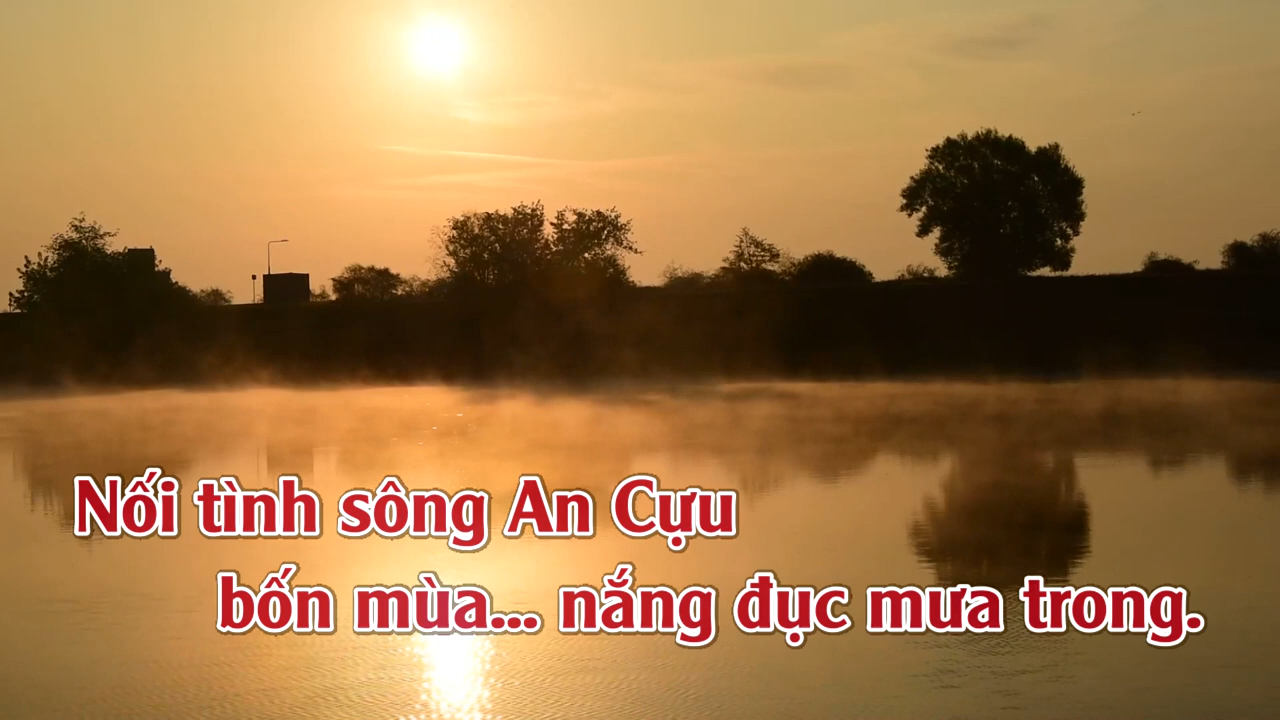 Nối tình sông An Cựu
bốn mùa... nắng đục mưa trong.